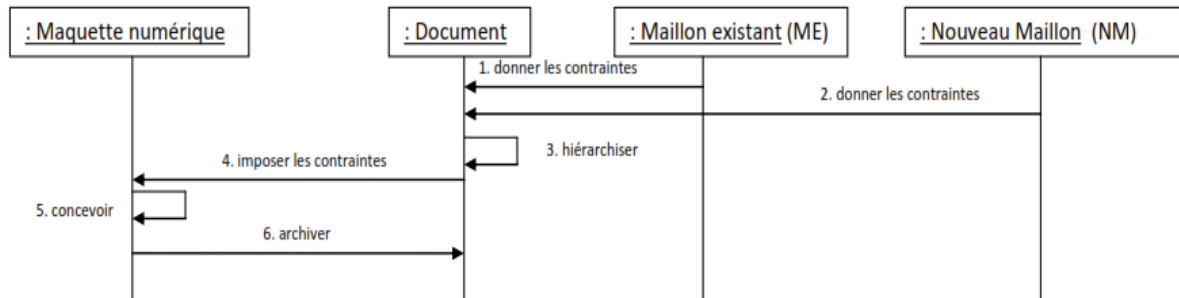 : Maquette numérique
: Document
: Maillon existant (ME)
: Nouveau Maillon (NM)
1. donner les contraintes
2. donner les contraintes
3. hiérarchiser
4. imposer les contraintes
5. concevoir
6. archiver